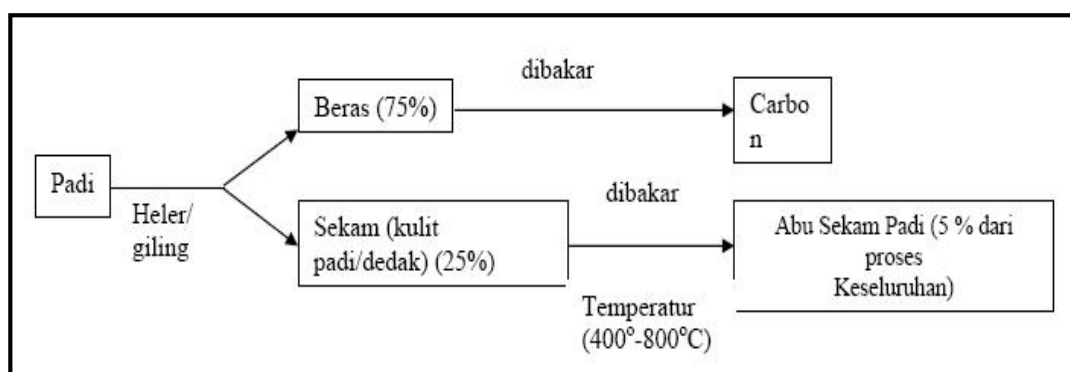 dibakar
Beras (75%)
Carbo
n
Padi
Heler/
giling
dibakar
Sekam (kulit
padi/dedak) (25%)
Abu Sekam Padi (5 % dari
proses
Keseluruhan)
Temperatur
(400°-800°C)